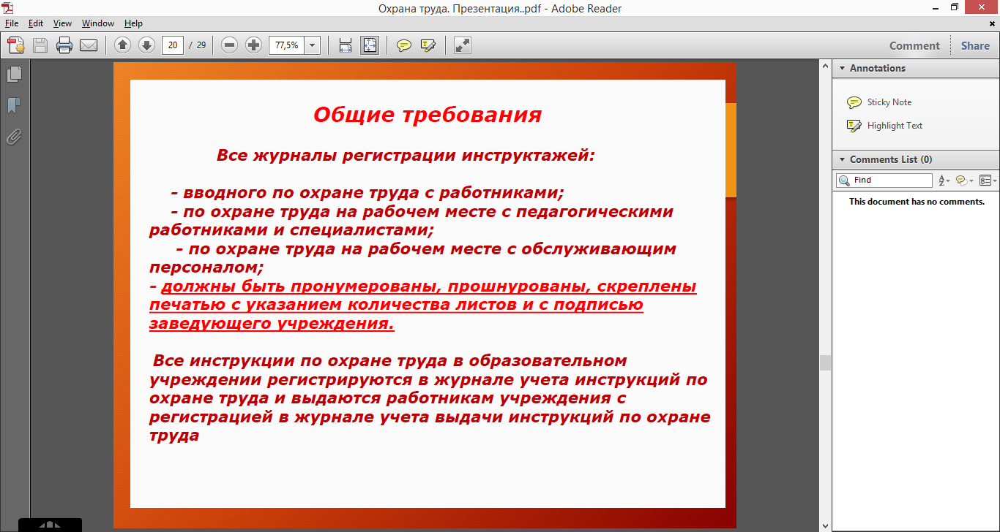 Охрана труда. Презентация..pdf - Adobe Reader
File Edit View Window Help
20 / 29 77,5% Comment Share
Общие требования
Все журналы регистрации инструктажей:
– вводного по охране труда с работниками;
– по охране труда на рабочем месте с педагогическими
работниками и специалистами;
– по охране труда на рабочем месте с обслуживающим
персоналом;
– должны быть пронумерованы, прошнурованы, скреплены
печатью с указанием количества листов и с подписью
заведующего учреждения.
Все инструкции по охране труда в образовательном
учреждении регистрируются в журнале учета инструкций по
охране труда и выдаются работникам учреждения с
регистрацией в журнале учета выдачи инструкций по охране
труда
Annotations
Sticky Note
Highlight Text
Comments List (0)
Find
This document has no comments.